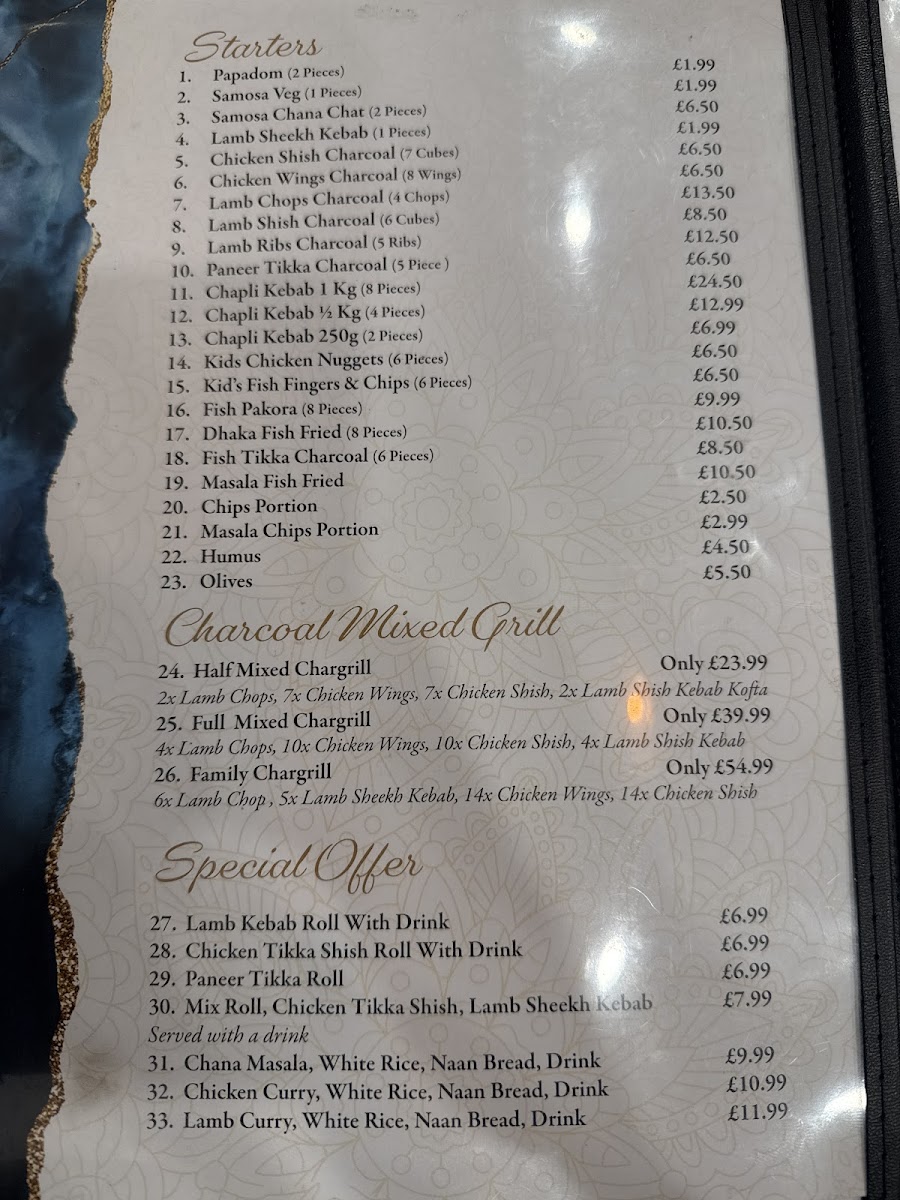 Starters
1. Papadom (2 Pieces) £1.99
2. Samosa Veg (1 Pieces) £1.99
3. Samosa Chana Chat (2 Pieces) £6.50
4. Lamb Sheekh Kebab (1 Pieces) £1.99
5. Chicken Shish Charcoal (7 Cubes) £6.50
6. Chicken Wings Charcoal (8 Wings) £6.50
7. Lamb Chops Charcoal (4 Chops) £13.50
8. Lamb Shish Charcoal (6 Cubes) £8.50
9. Lamb Ribs Charcoal (5 Ribs) £12.50
10. Paneer Tikka Charcoal (5 Piece ) £6.50
11. Chapli Kebab 1 Kg (8 Pieces) £24.50
12. Chapli Kebab ½ Kg (4 Pieces) £12.99
13. Chapli Kebab 250g (2 Pieces) £6.99
14. Kids Chicken Nuggets (6 Pieces) £6.50
15. Kid's Fish Fingers & Chips (6 Pieces) £6.50
16. Fish Pakora (8 Pieces) £9.99
17. Dhaka Fish Fried (8 Pieces) £10.50
18. Fish Tikka Charcoal (6 Pieces) £8.50
19. Masala Fish Fried £10.50
20. Chips Portion £2.50
21. Masala Chips Portion £2.99
22. Humus £4.50
23. Olives £5.50
Charcoal Mixed Grill
24. Half Mixed Chargrill Only £23.99
2x Lamb Chops, 7x Chicken Wings, 7x Chicken Shish, 2x Lamb Shish Kebab Kofta
25. Full Mixed Chargrill Only £39.99
4x Lamb Chops, 10x Chicken Wings, 10x Chicken Shish, 4x Lamb Shish Kebab
26. Family Chargrill Only £54.99
6x Lamb Chop , 5x Lamb Sheekh Kebab, 14x Chicken Wings, 14x Chicken Shish
Special Offer
27. Lamb Kebab Roll With Drink £6.99
28. Chicken Tikka Shish Roll With Drink £6.99
29. Paneer Tikka Roll £6.99
30. Mix Roll, Chicken Tikka Shish, Lamb Sheekh Kebab £7.99
Served with a drink
31. Chana Masala, White Rice, Naan Bread, Drink £9.99
32. Chicken Curry, White Rice, Naan Bread, Drink £10.99
33. Lamb Curry, White Rice, Naan Bread, Drink £11.99